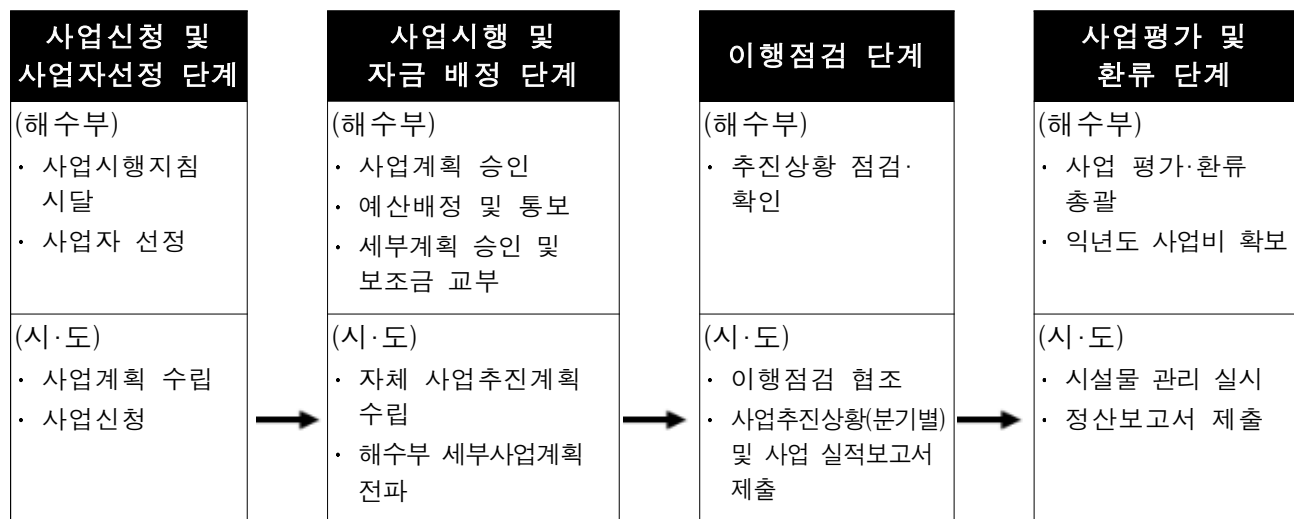 사업신청 및
사업자선정 단계
(해수부)
· 사업시행지침
시달
· 사업자 선정
(시·도)
· 사업계획 수립
· 사업신청
사업시행 및
자금 배정 단계
(해수부)
· 사업계획 승인
· 예산배정 및 통보
· 세부계획 승인 및
보조금 교부
(시·도)
· 자체 사업추진계획
수립
· 해수부 세부사업계획
전파
이행점검 단계
(해수부)
· 추진상황 점검·
확인
(시·도)
· 이행점검 협조
· 사업추진상황(분기별)
및 사업 실적보고서
제출
사업평가 및
환류 단계
(해수부)
· 사업 평가·환류
총괄
· 익년도 사업비 확보
(시·도)
· 시설물 관리 실시
· 정산보고서 제출